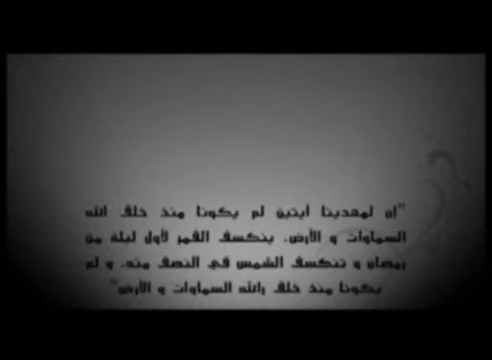 "إن لمهدينا آيتين لم يكونا منذ خلق الله
السماوات و الأرض، ينكسف القمر لأول ليلة من
رمضان و تنكسف الشمس في النصف منه، و لم
يكونا منذ خلق الله السماوات و الأرض"